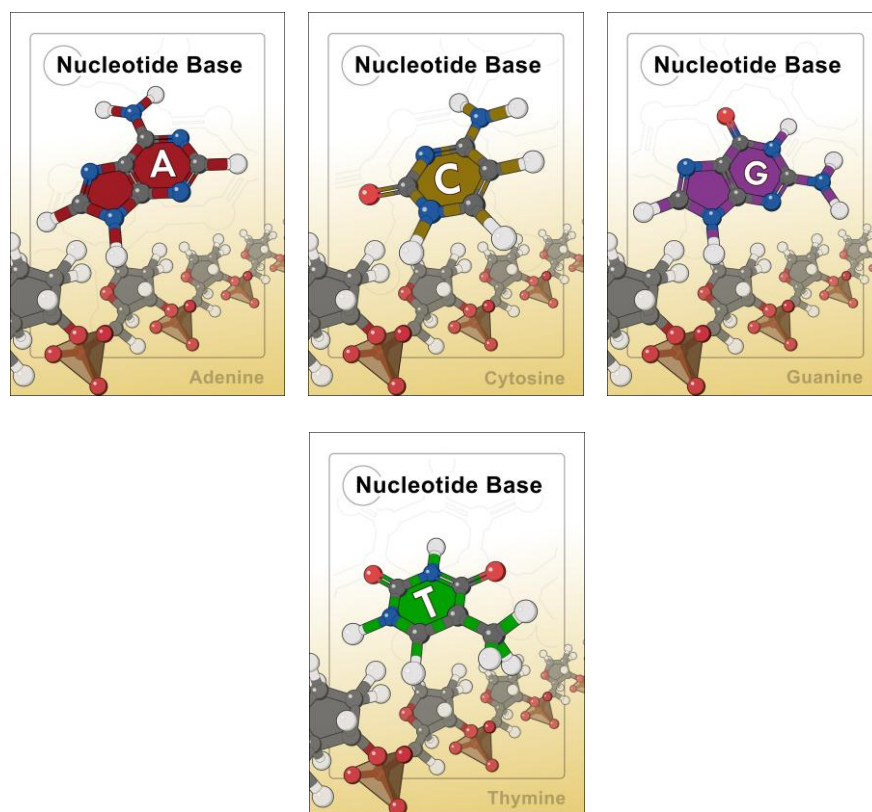 Nucleotide Base
A
Adenine
Nucleotide Base
C
Cytosine
Nucleotide Base
G
Guanine
Nucleotide Base
T
Thymine